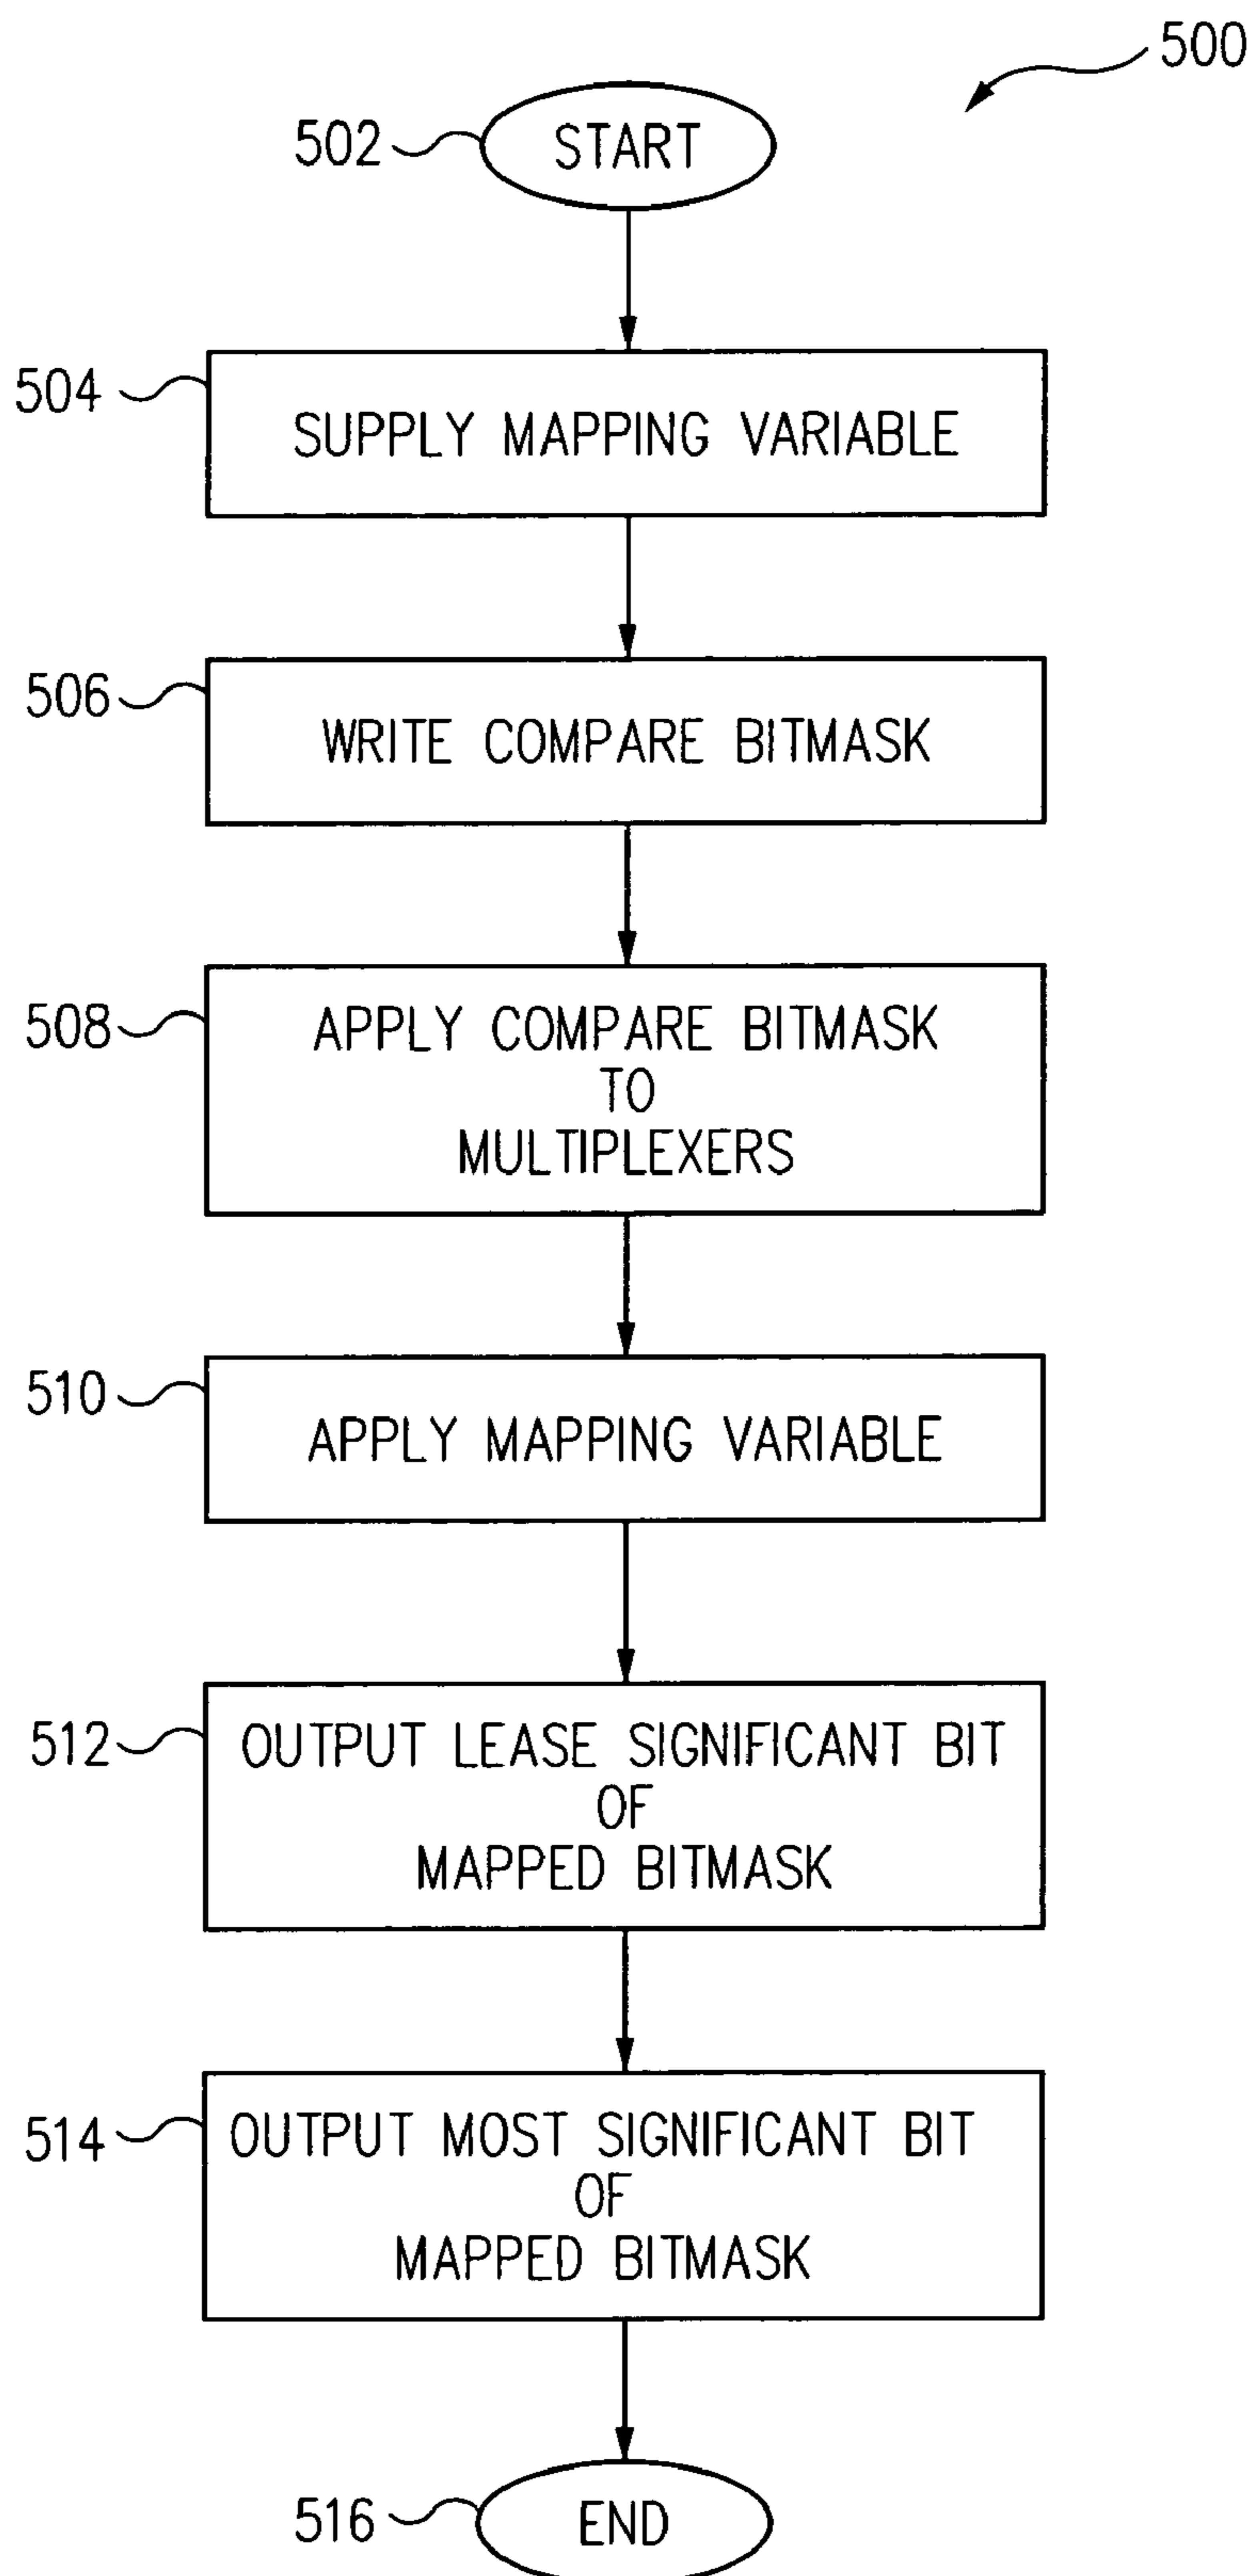 500
502
START
504
SUPPLY MAPPING VARIABLE
506
WRITE COMPARE BITMASK
508
APPLY COMPARE BITMASK
TO
MULTIPLEXERS
510
APPLY MAPPING VARIABLE
512
OUTPUT LEASE SIGNIFICANT BIT
OF
MAPPED BITMASK
514
OUTPUT MOST SIGNIFICANT BIT
OF
MAPPED BITMASK
516
END